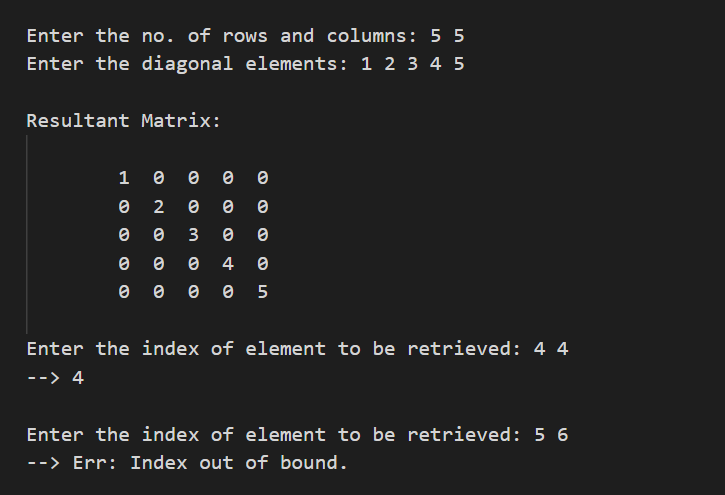 Enter the no. of rows and columns: 5 5
Enter the diagonal elements: 1 2 3 4 5
Resultant Matrix:
1 0 0 0 0
0 2 0 0 0
0 0 3 0 0
0 0 0 4 0
0 0 0 0 5
Enter the index of element to be retrieved: 4 4
--> 4
Enter the index of element to be retrieved: 5 6
--> Err: Index out of bound.